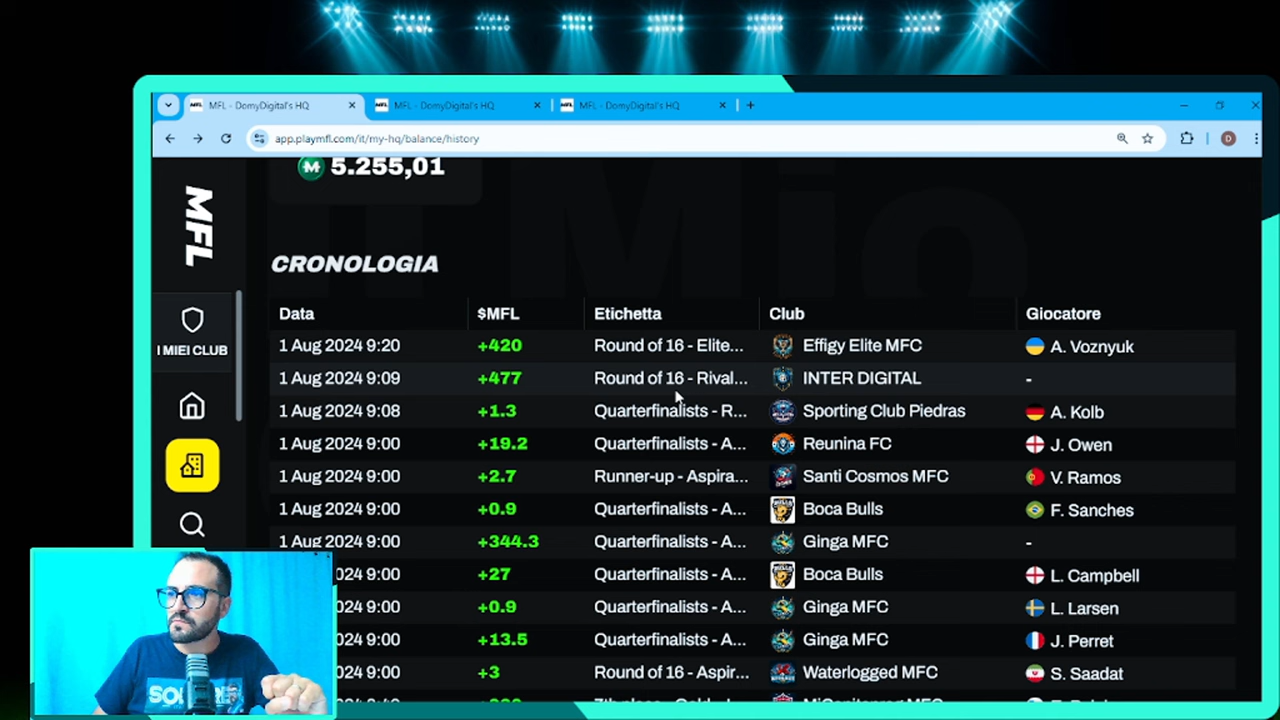 MFL - DomyDigital's HQ
MFL - DomyDigital's HQ
MFL - DomyDigital's HQ
app.playmfl.com/it/my-hq/balance/history
D
5.255,01
MFL
I MIEI CLUB
CRONOLOGIA
Data $MFL Etichetta Club Giocatore
1 Aug 2024 9:20 +420 Round of 16 - Elite... Effigy Elite MFC A. Voznyuk
1 Aug 2024 9:09 +477 Round of 16 - Rival... INTER DIGITAL -
1 Aug 2024 9:08 +1.3 Quarterfinalists - R... Sporting Club Piedras A. Kolb
1 Aug 2024 9:00 +19.2 Quarterfinalists - A... Reunina FC J. Owen
1 Aug 2024 9:00 +2.7 Runner-up - Aspira... Santi Cosmos MFC V. Ramos
1 Aug 2024 9:00 +0.9 Quarterfinalists - A... Boca Bulls F. Sanches
1 Aug 2024 9:00 +344.3 Quarterfinalists - A... Ginga MFC -
024 9:00 +27 Quarterfinalists - A... Boca Bulls L. Campbell
024 9:00 +0.9 Quarterfinalists - A... Ginga MFC L. Larsen
024 9:00 +13.5 Quarterfinalists - A... Ginga MFC J. Perret
024 9:00 +3 Round of 16 - Aspir... Waterlogged MFC S. Saadat